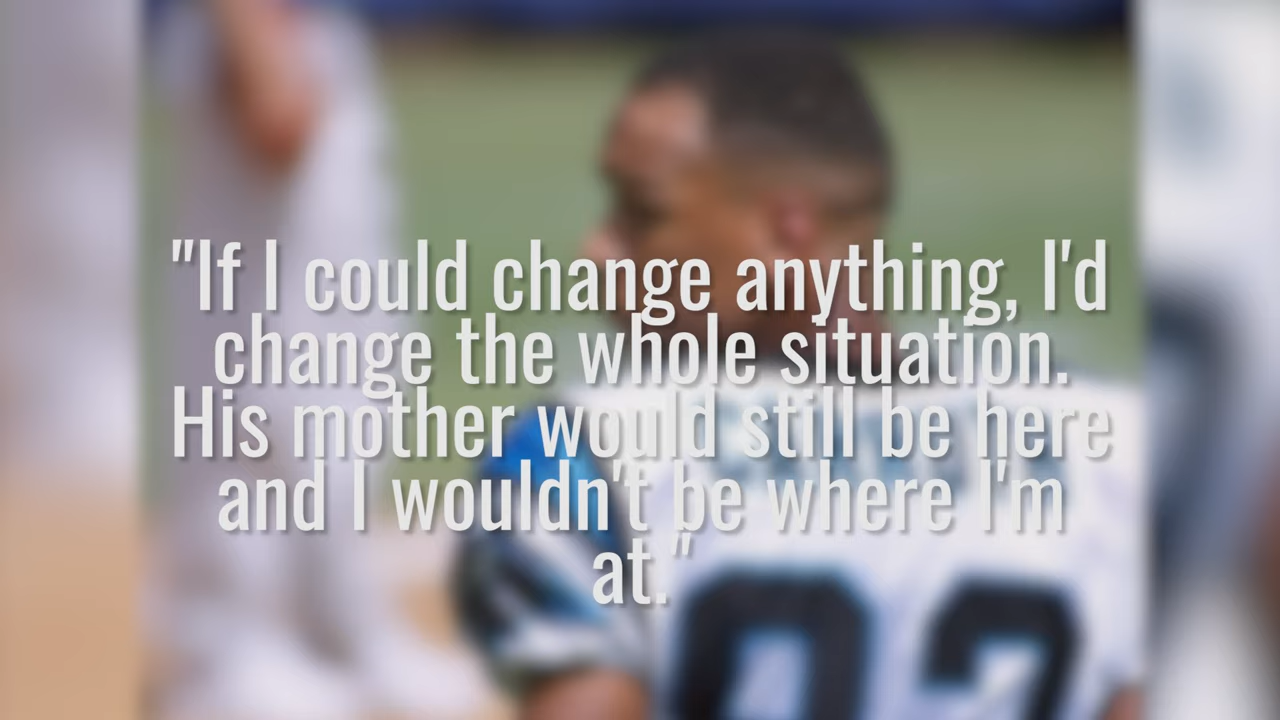 "If I could change anything, I'd
change the whole situation.
His mother would still be here
and I wouldn't be where I'm
at."